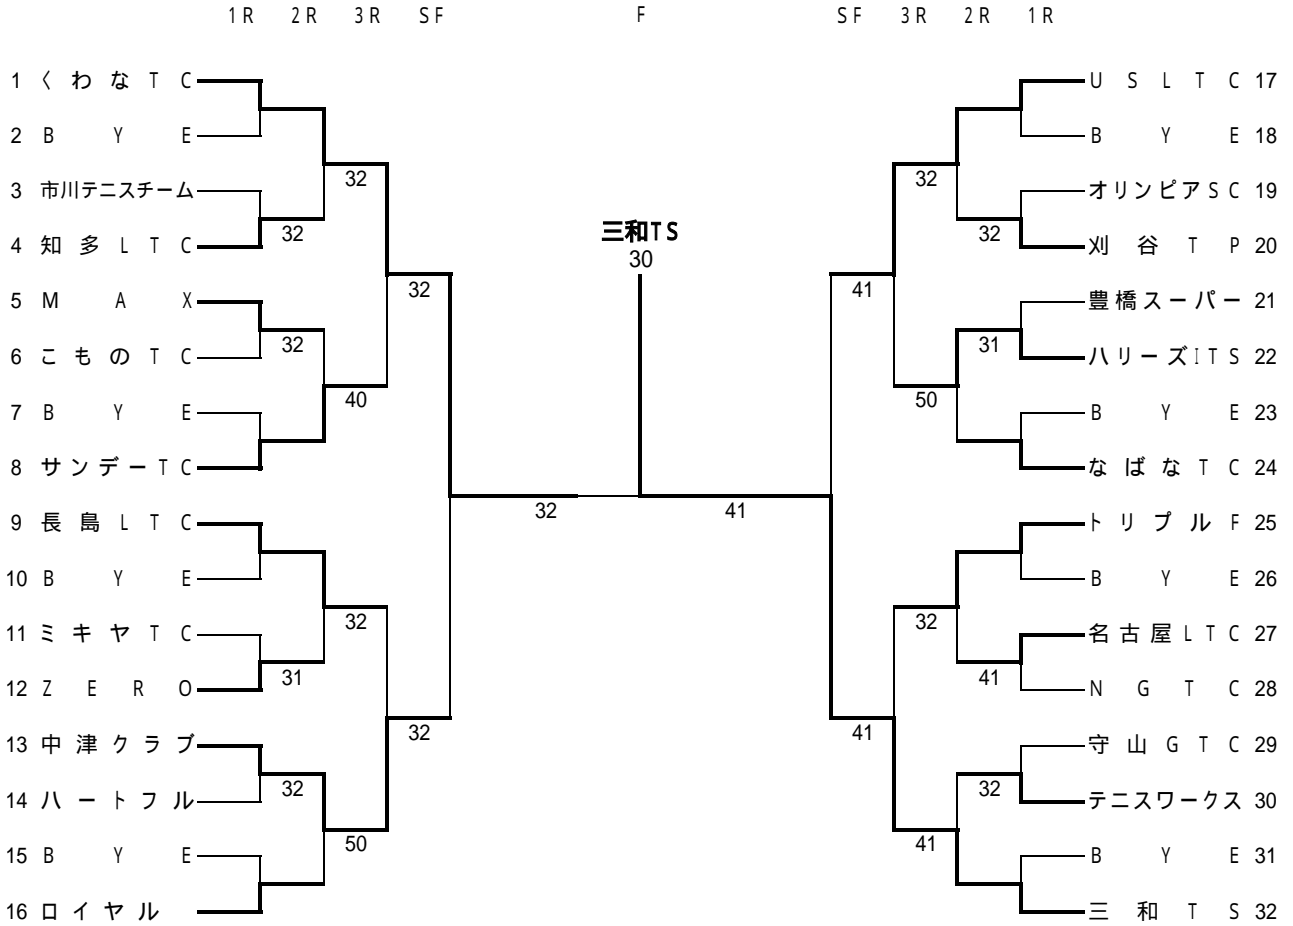 1R 2R 3R SF F SF 3R 2R 1R
1 くわなTC USLTC 17
2 BYE BYE 18
32 32
3 市川テニスチーム オリンピアSC 19
32 三和TS 32
4 知多LTC 刈谷TP 20
30
32 41
5 MAX 豊橋スーパー 21
32 31
6 こものTC ハリーズITS 22
40 50
7 BYE BYE 23
8 サンデーTC なばなTC 24
32 41
9 長島LTC トリプルF 25
10 BYE BYE 26
32 32
11 ミキヤTC 名古屋LTC 27
31 41
12 ZERO NGTC 28
32 41
13 中津クラブ 守山GTC 29
32 32
14 ハートフル テニスワークス 30
50 41
15 BYE BYE 31
16 ロイヤル 三和TS 32